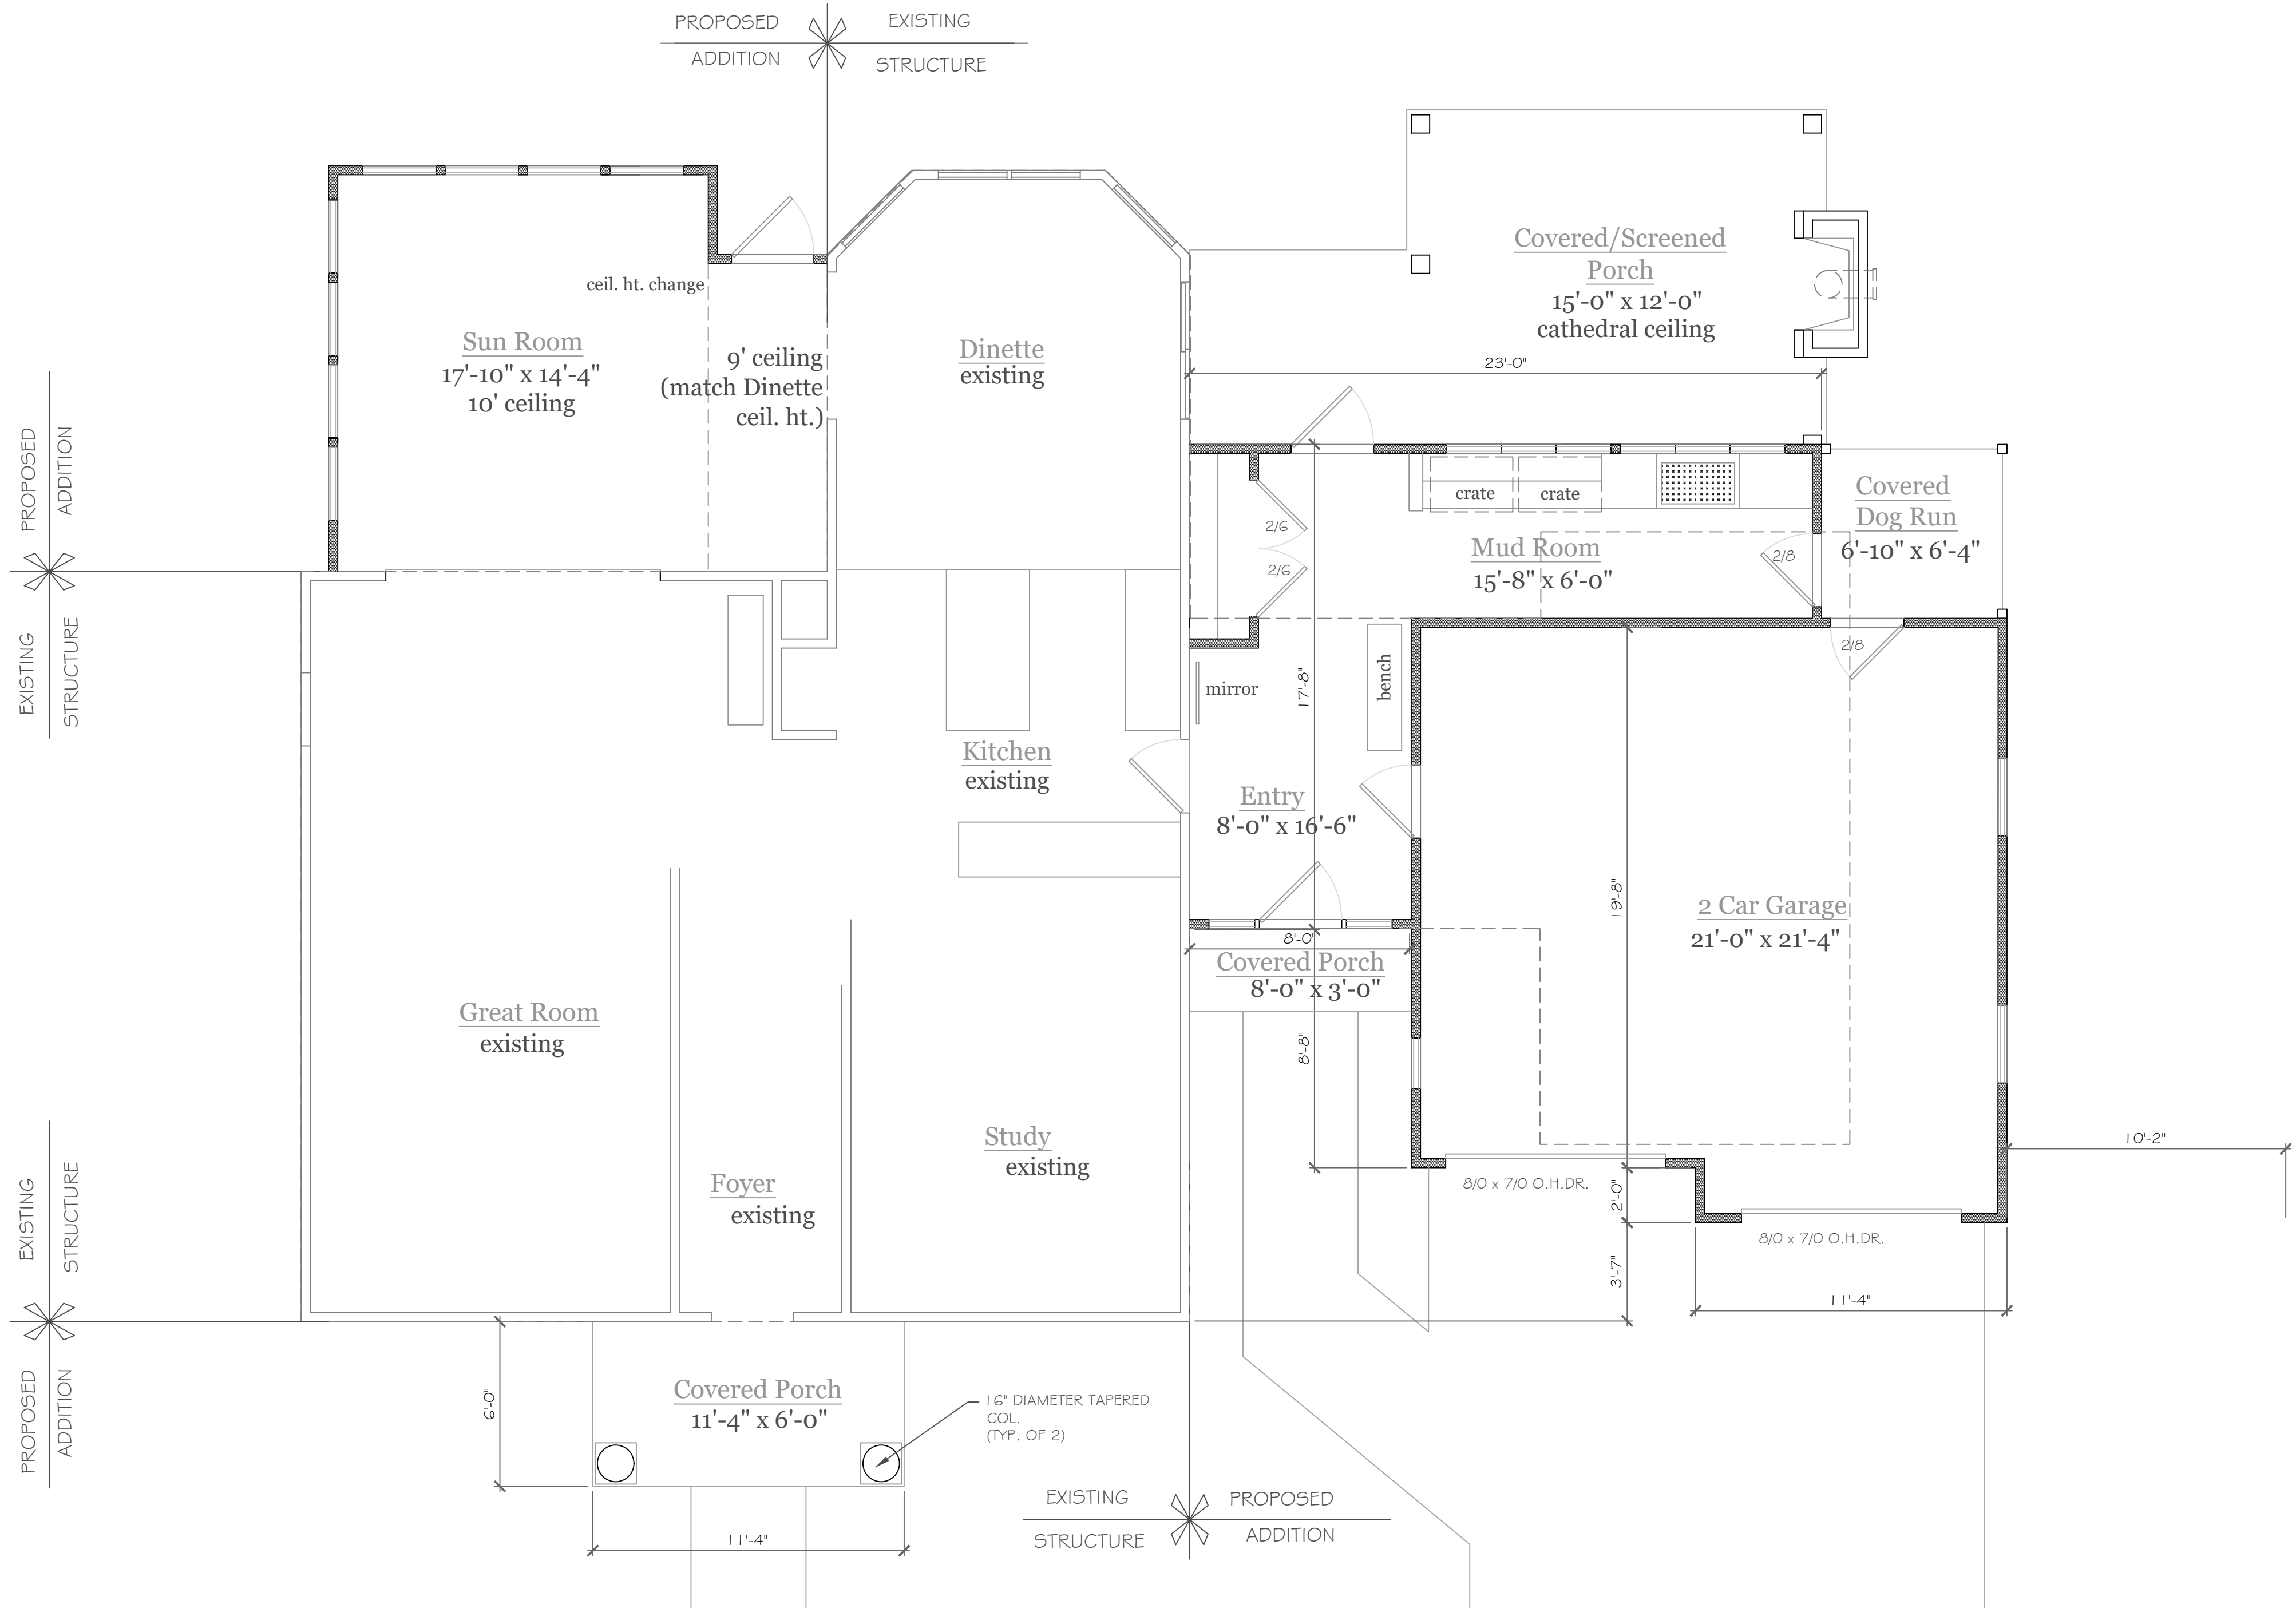 PROPOSED
EXISTING
ADDITION
STRUCTURE
Covered/Screened
Porch
15'-0" x 12'-0"
cathedral ceiling
23'-0"
ceil. ht. change
Sun Room
17'-10" x 14'-4"
10' ceiling
9' ceiling
(match Dinette
ceil. ht.)
Dinette
existing
PROPOSED
ADDITION
EXISTING
STRUCTURE
crate
crate
2/6
2/6
Mud Room
15'-8" x 6'-0"
2/8
Covered
Dog Run
6'-10" x 6'-4"
2/8
mirror
17'-8"
bench
Kitchen
existing
Entry
8'-0" x 16'-6"
19'-8"
2 Car Garage
21'-0" x 21'-4"
8'-0"
Covered Porch
8'-0" x 3'-0"
8'-8"
Great Room
existing
Study
existing
Foyer
existing
10'-2"
8/0 x 7/0 O.H.DR.
2'-0"
8/0 x 7/0 O.H.DR.
3'-7"
11'-4"
EXISTING
STRUCTURE
PROPOSED
ADDITION
6'-0"
Covered Porch
11'-4" x 6'-0"
16" DIAMETER TAPERED
COL.
(TYP. OF 2)
11'-4"
EXISTING
PROPOSED
STRUCTURE
ADDITION